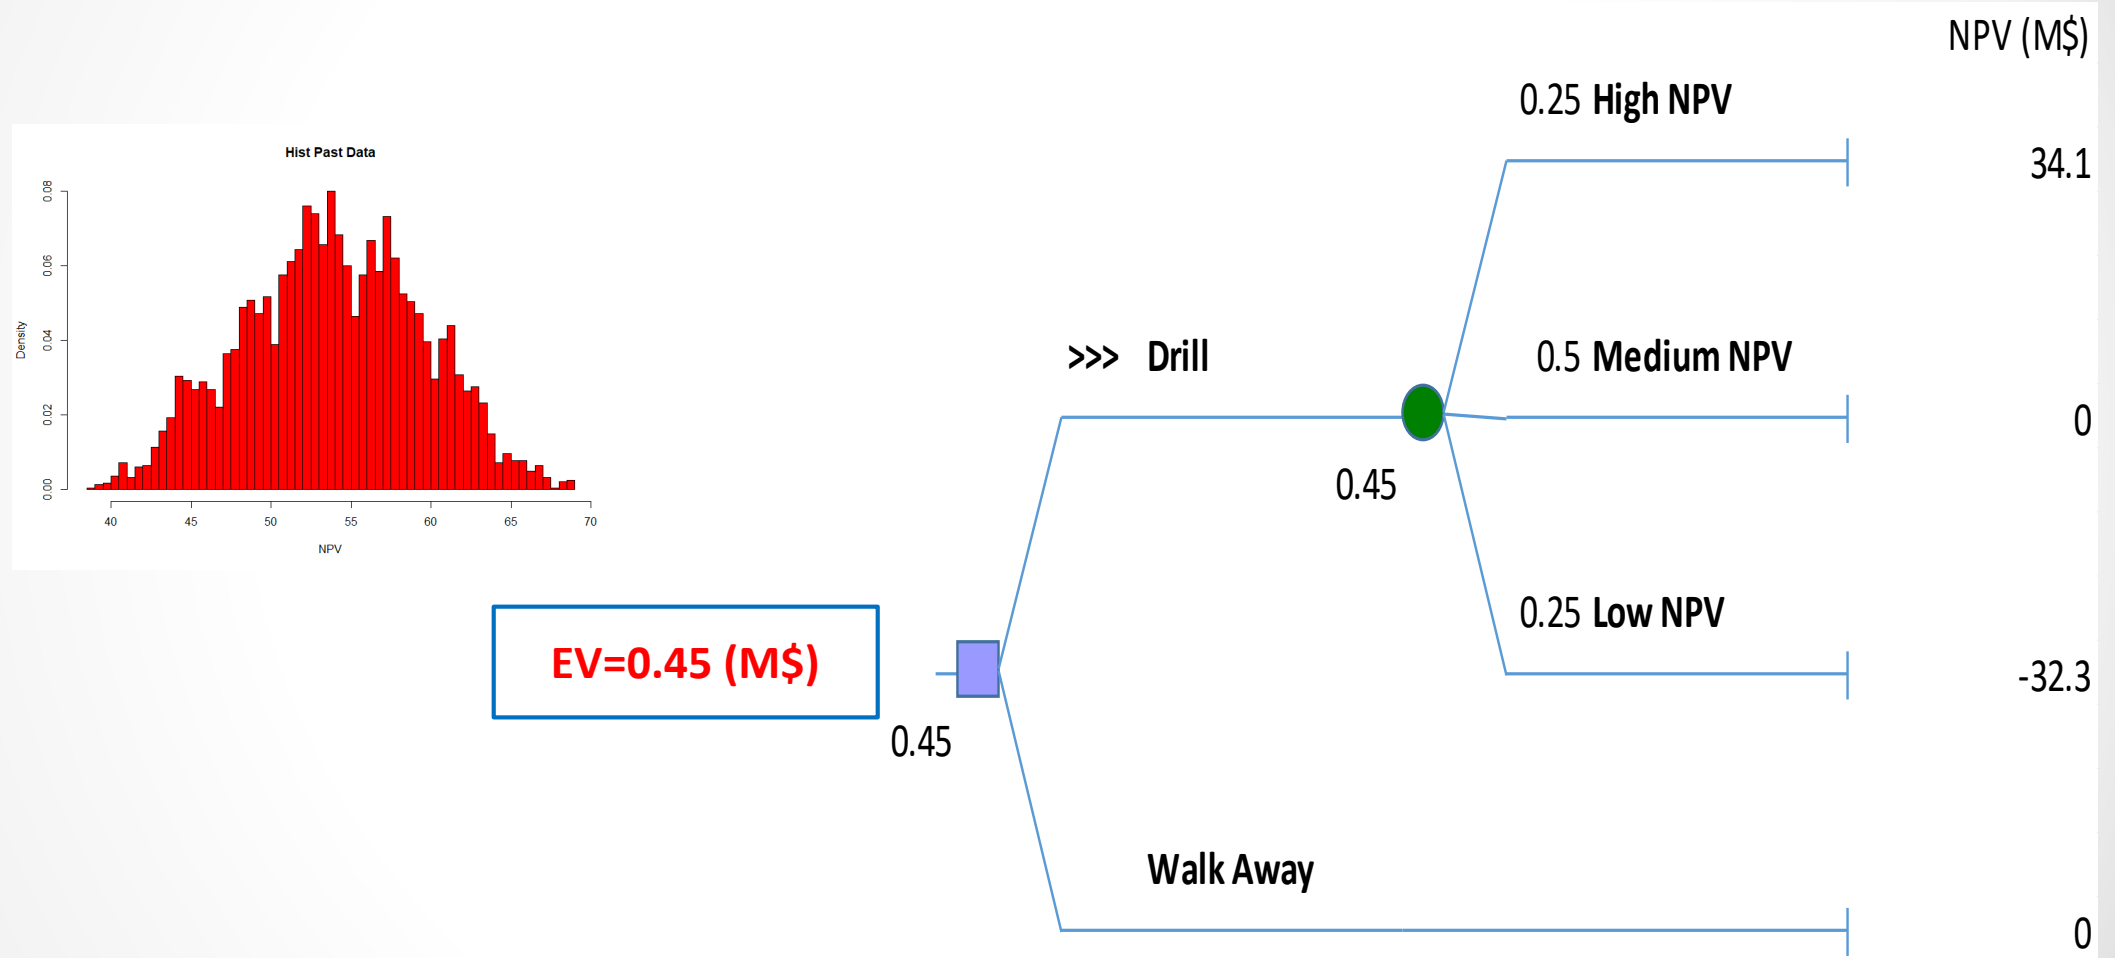 NPV (M$)
0.25 High NPV
34.1
Hist Past Data
0.08
0.06
0.04
0.02
0.00
Density
40 45 50 55 60 65 70
NPV
>>> Drill
0.5 Medium NPV
0
0.45
0.25 Low NPV
-32.3
EV=0.45 (M$)
0.45
Walk Away
0